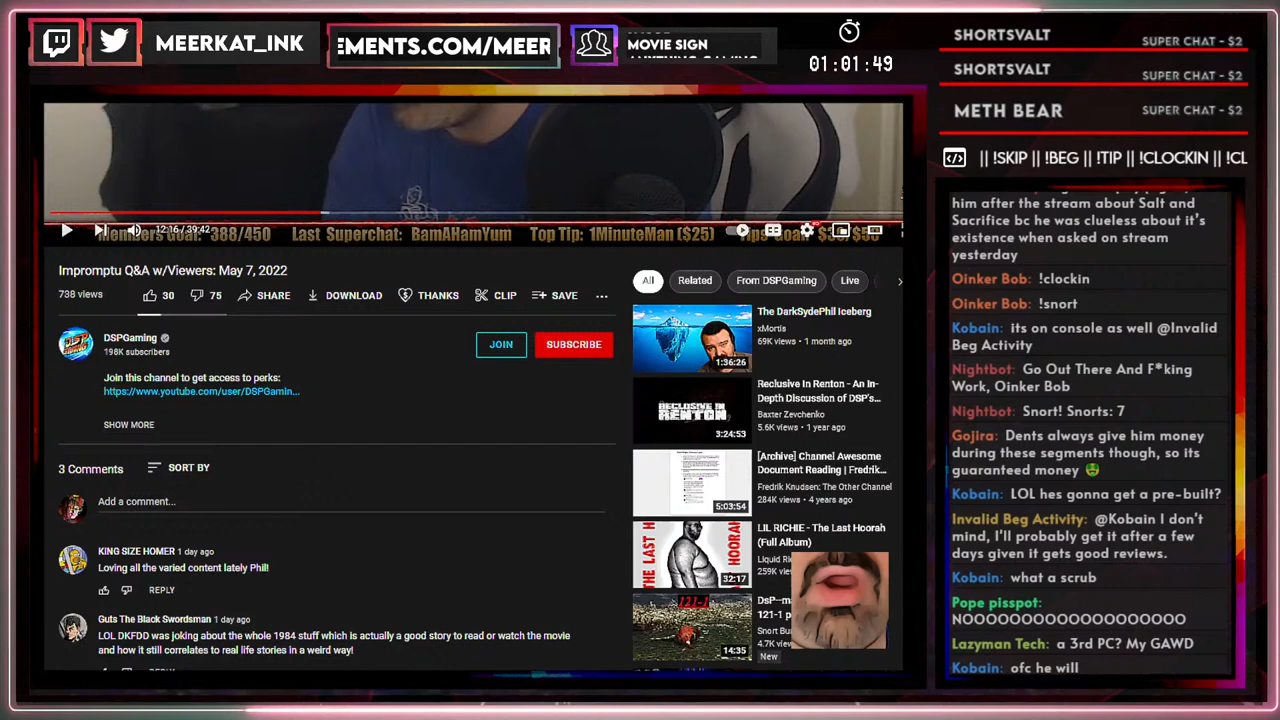 MEERKAT_INK
EMENTS.COM/MEER
MOVIE SIGN
01:01:49
SHORTSVALT SUPER CHAT - $2
SHORTSVALT SUPER CHAT - $2
METH BEAR SUPER CHAT - $2
|| !SKIP || !BEG || !TIP || !CLOCKIN || !CL
12:16 / 39:42
Members Goal: 388/450 Last Superchat: BamAHamYum Top Tip: 1MinuteMan ($25)
Impromptu Q&A w/Viewers: May 7, 2022
738 views
30 75 SHARE DOWNLOAD THANKS CLIP SAVE
DSPGaming
198K subscribers
JOIN SUBSCRIBE
Join this channel to get access to perks:
https://www.youtube.com/user/DSPGamin...
SHOW MORE
3 Comments SORT BY
Add a comment...
KING SIZE HOMER 1 day ago
Loving all the varied content lately Phil!
REPLY
Guts The Black Swordsman 1 day ago
LOL DKFDD was joking about the whole 1984 stuff which is actually a good story to read or watch the movie
and how it still correlates to real life stories in a weird way!
All Related From DSPGaming Live
The DarkSydePhil Iceberg
xMortis
69K views • 1 month ago
1:36:26
Reclusive In Renton - An In-
Depth Discussion of DSP's...
Baxter Zevchenko
5.6K views • 1 year ago
RECLUSIVE IN
RENTON
3:24:53
[Archive] Channel Awesome
Document Reading | Fredrik...
Fredrik Knudsen: The Other Channel
284K views • 4 years ago
5:03:54
LIL RICHIE - The Last Hoorah
(Full Album)
Liquid Ri
259K
THE LAST
HOORAH
32:17
DsP--
121-1 p
Snort Bu
4.7K
New
121-1
14:35
him after the stream about Salt and
Sacrifice bc he was clueless about it's
existence when asked on stream
yesterday
Oinker Bob: !clockin
Oinker Bob: !snort
Kobain: its on console as well @Invalid
Beg Activity
Nightbot: Go Out There And F*king
Work, Oinker Bob
Nightbot: Snort! Snorts: 7
Gojira: Dents always give him money
during these segments though, so its
guaranteed money
Kobain: LOL hes gonna get a pre-built?
Invalid Beg Activity: @Kobain I don't
mind, I'll probably get it after a few
days given it gets good reviews.
Kobain: what a scrub
Pope pisspot:
NOOOOOOOOOOOOOOOOOOO
Lazyman Tech: a 3rd PC? My GAWD
Kobain: ofc he will